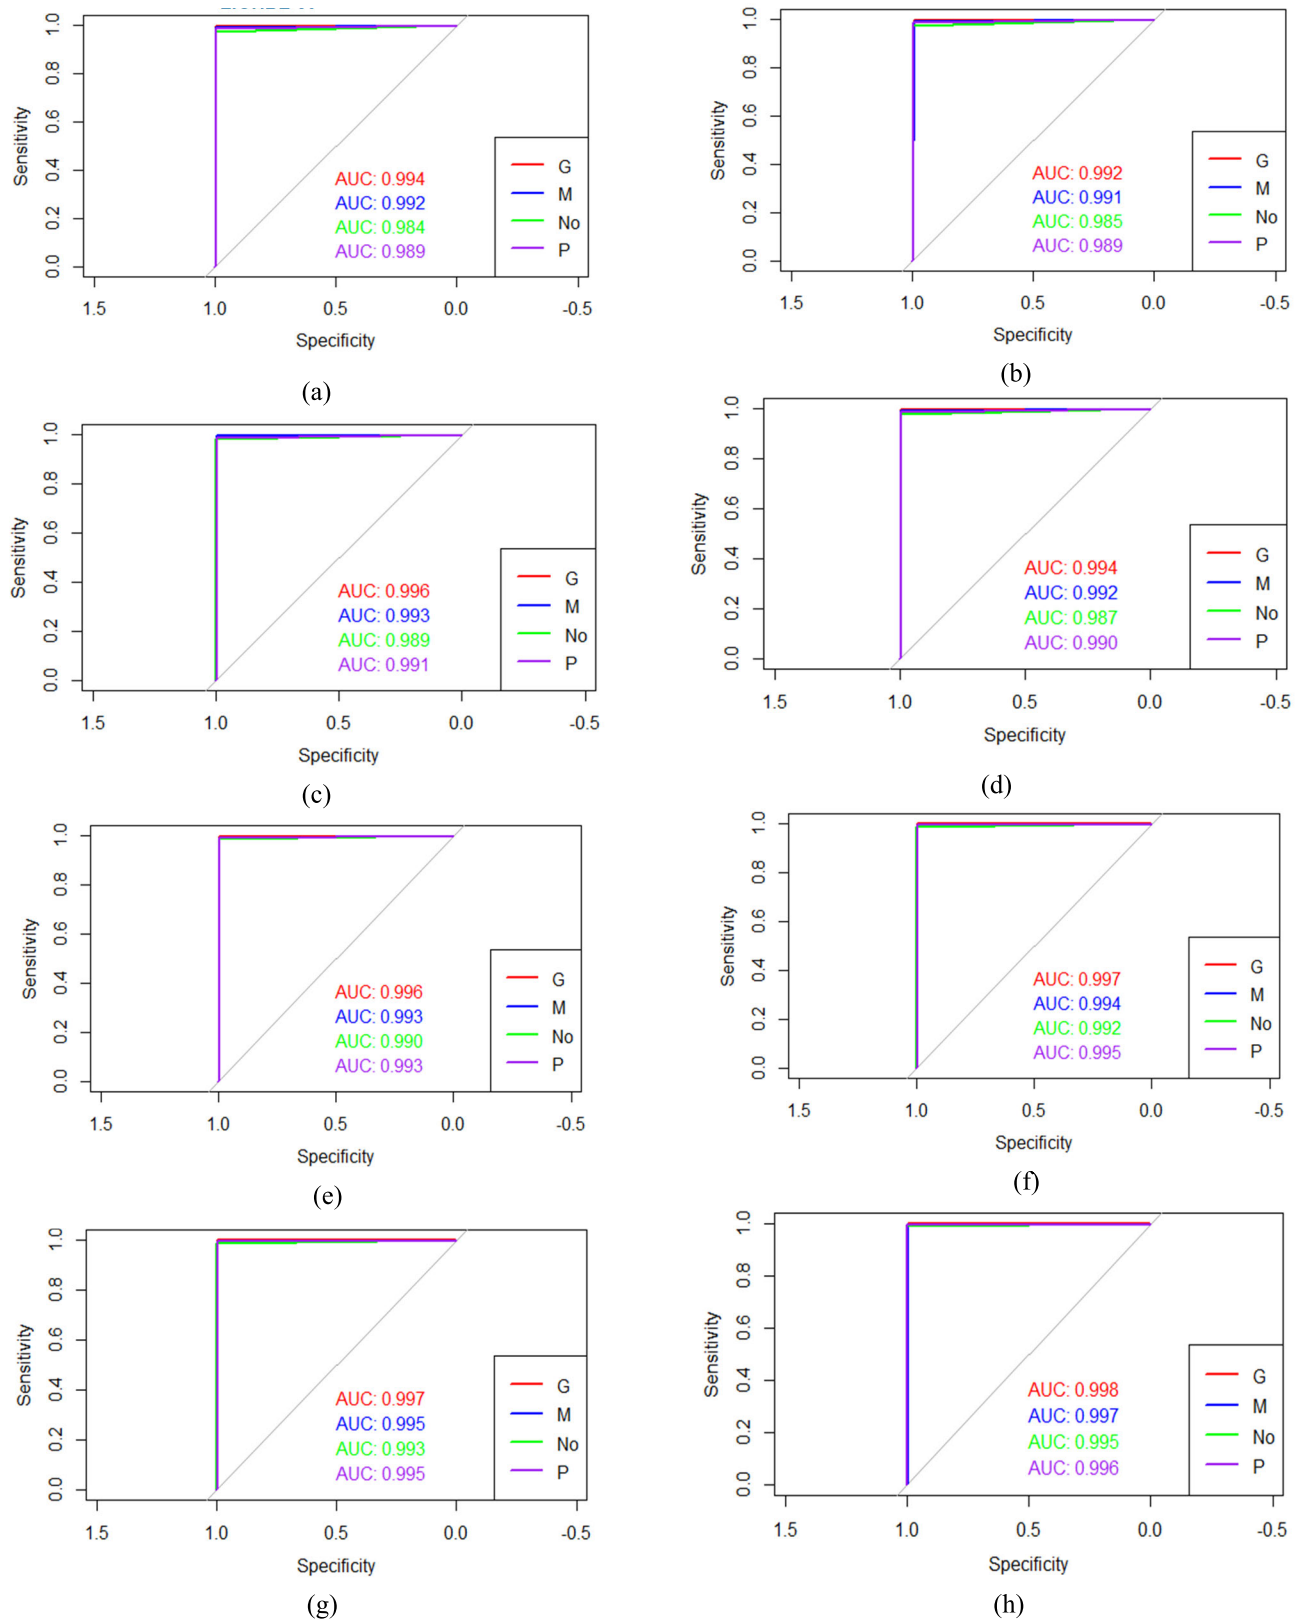 1.0
0.8
0.6
0.4
0.2
0.0
Sensitivity
AUC: 0.994
AUC: 0.992
AUC: 0.984
AUC: 0.989
G
M
No
P
1.5 1.0 0.5 0.0 -0.5
Specificity
(a)
1.0
0.8
0.6
0.4
0.2
0.0
Sensitivity
AUC: 0.992
AUC: 0.991
AUC: 0.985
AUC: 0.989
G
M
No
P
1.5 1.0 0.5 0.0 -0.5
Specificity
(b)
1.0
0.8
0.6
0.4
0.2
0.0
Sensitivity
AUC: 0.996
AUC: 0.993
AUC: 0.989
AUC: 0.991
G
M
No
P
1.5 1.0 0.5 0.0 -0.5
Specificity
(c)
1.0
0.8
0.6
0.4
0.2
0.0
Sensitivity
AUC: 0.994
AUC: 0.992
AUC: 0.987
AUC: 0.990
G
M
No
P
1.5 1.0 0.5 0.0 -0.5
Specificity
(d)
1.0
0.8
0.6
0.4
0.2
0.0
Sensitivity
AUC: 0.996
AUC: 0.993
AUC: 0.990
AUC: 0.993
G
M
No
P
1.5 1.0 0.5 0.0 -0.5
Specificity
(e)
1.0
0.8
0.6
0.4
0.2
0.0
Sensitivity
AUC: 0.997
AUC: 0.994
AUC: 0.992
AUC: 0.995
G
M
No
P
1.5 1.0 0.5 0.0 -0.5
Specificity
(f)
1.0
0.8
0.6
0.4
0.2
0.0
Sensitivity
AUC: 0.997
AUC: 0.995
AUC: 0.993
AUC: 0.995
G
M
No
P
1.5 1.0 0.5 0.0 -0.5
Specificity
(g)
1.0
0.8
0.6
0.4
0.2
0.0
Sensitivity
AUC: 0.998
AUC: 0.997
AUC: 0.995
AUC: 0.996
G
M
No
P
1.5 1.0 0.5 0.0 -0.5
Specificity
(h)